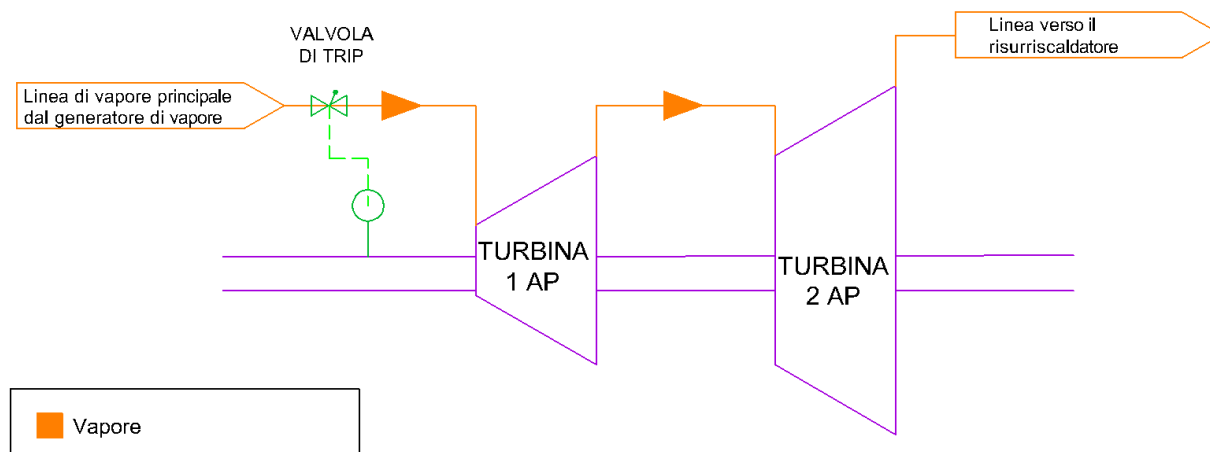 VALVOLA
DI TRIP
Linea verso il
risurriscaldatore
Linea di vapore principale
dal generatore di vapore
TURBINA
1 AP
TURBINA
2 AP
Vapore